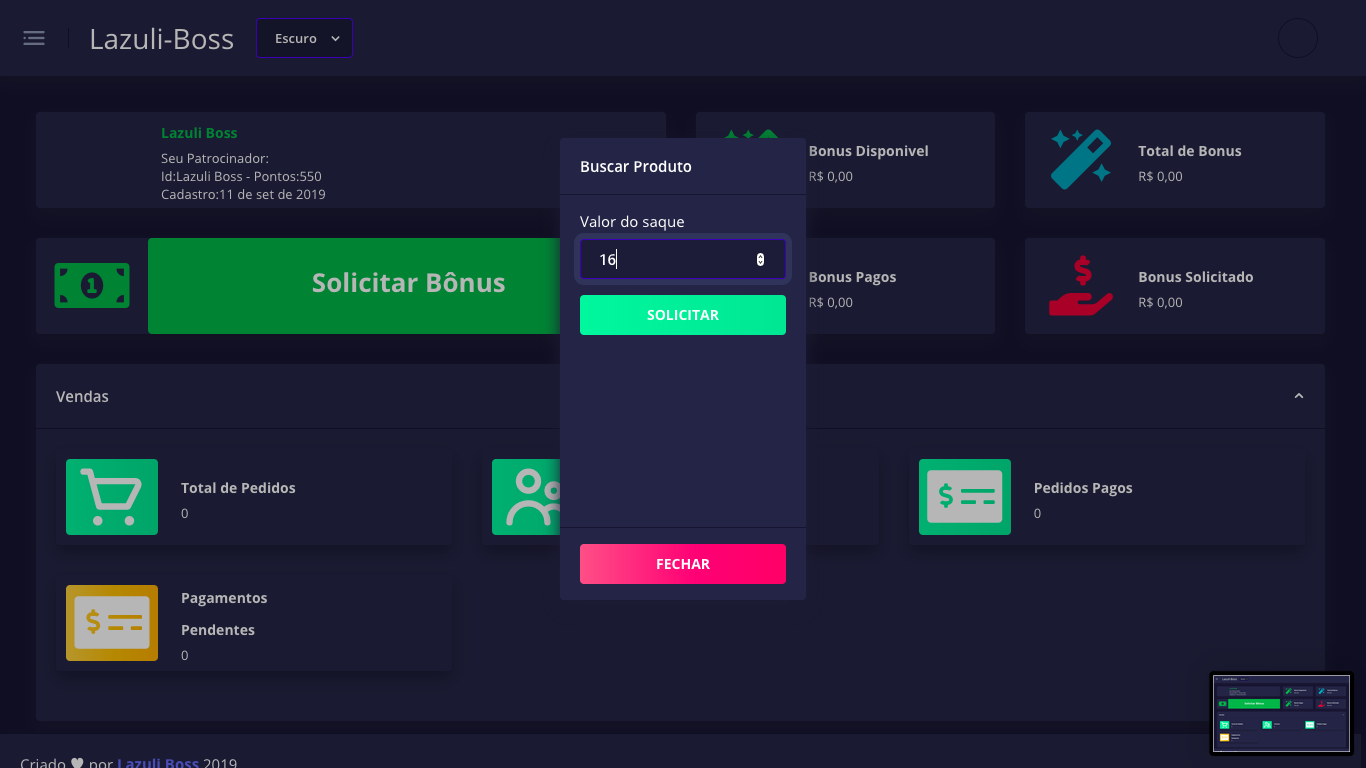 Lazuli-Boss
Escuro
Lazuli Boss
Seu Patrocinador:
Id:Lazuli Boss - Pontos:550
Cadastro:11 de set de 2019
Bonus Disponivel
R$ 0,00
Total de Bonus
R$ 0,00
Solicitar Bônus
Bonus Pagos
R$ 0,00
Bonus Solicitado
R$ 0,00
Buscar Produto
Valor do saque
16
SOLICITAR
FECHAR
Vendas
Total de Pedidos
0
Pedidos Pagos
0
Pagamentos
Pendentes
0
Criado por Lazuli Boss 2019